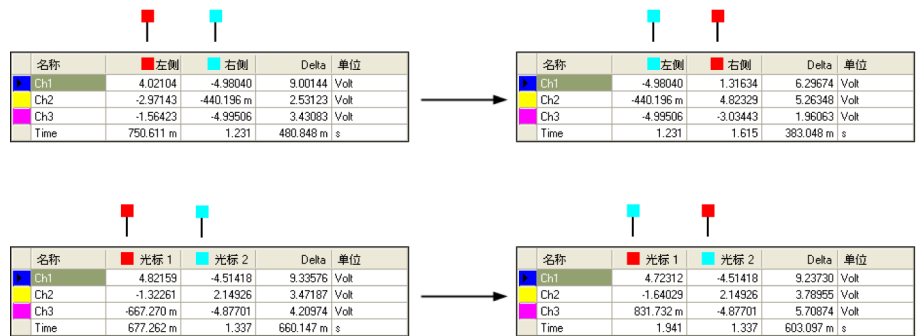 名称 左侧 右侧 Delta 单位
Ch1 4.02104 -4.98040 9.00144 Volt
Ch2 -2.97143 -440.196 m 2.53123 Volt
Ch3 -1.56423 -4.99506 3.43083 Volt
Time 750.611 m 1.231 480.848 m s
名称 左侧 右侧 Delta 单位
Ch1 -4.98040 1.31634 6.29674 Volt
Ch2 -440.196 m 4.82329 5.26348 Volt
Ch3 -4.99506 -3.03443 1.96063 Volt
Time 1.231 1.615 383.048 m s
名称 光标 1 光标 2 Delta 单位
Ch1 4.82159 -4.51418 9.33576 Volt
Ch2 -1.32261 2.14926 3.47187 Volt
Ch3 -667.270 m -4.87701 4.20974 Volt
Time 677.262 m 1.337 660.147 m s
名称 光标 1 光标 2 Delta 单位
Ch1 4.72312 -4.51418 9.23730 Volt
Ch2 -1.64029 2.14926 3.78955 Volt
Ch3 831.732 m -4.87701 5.70874 Volt
Time 1.941 1.337 603.097 m s